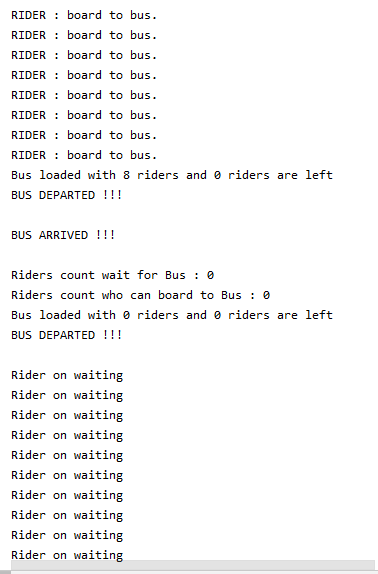 RIDER : board to bus.
RIDER : board to bus.
RIDER : board to bus.
RIDER : board to bus.
RIDER : board to bus.
RIDER : board to bus.
RIDER : board to bus.
RIDER : board to bus.
Bus loaded with 8 riders and 0 riders are left
BUS DEPARTED !!!
BUS ARRIVED !!!
Riders count wait for Bus : 0
Riders count who can board to Bus : 0
Bus loaded with 0 riders and 0 riders are left
BUS DEPARTED !!!
Rider on waiting
Rider on waiting
Rider on waiting
Rider on waiting
Rider on waiting
Rider on waiting
Rider on waiting
Rider on waiting
Rider on waiting
Rider on waiting